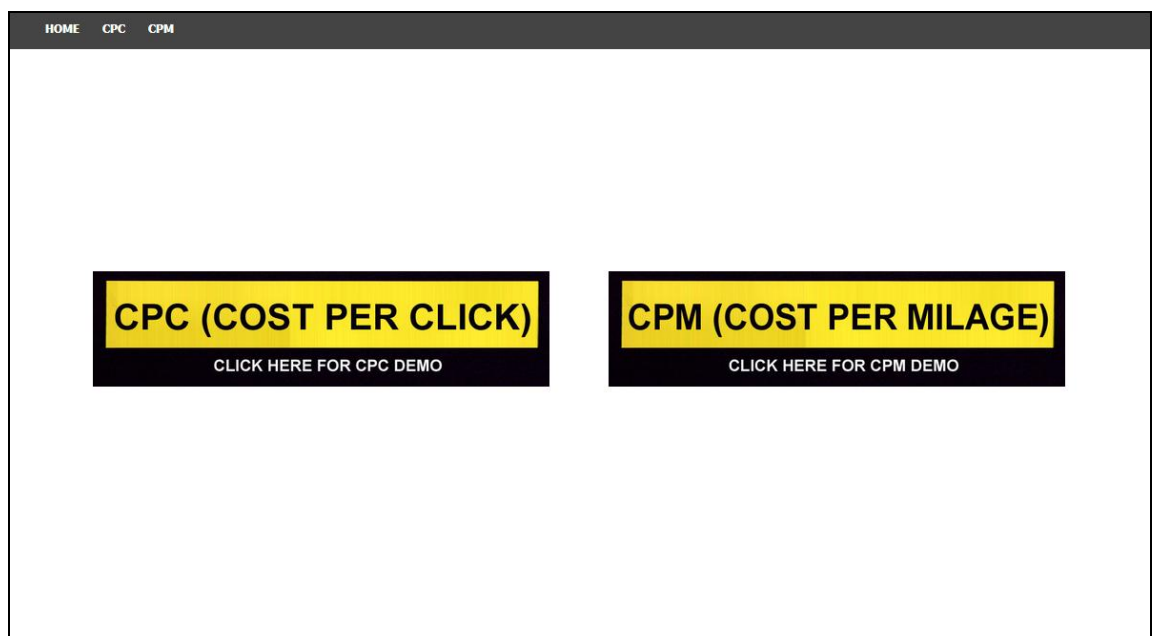 HOME CPC CPM
CPC (COST PER CLICK)
CLICK HERE FOR CPC DEMO
CPM (COST PER MILAGE)
CLICK HERE FOR CPM DEMO